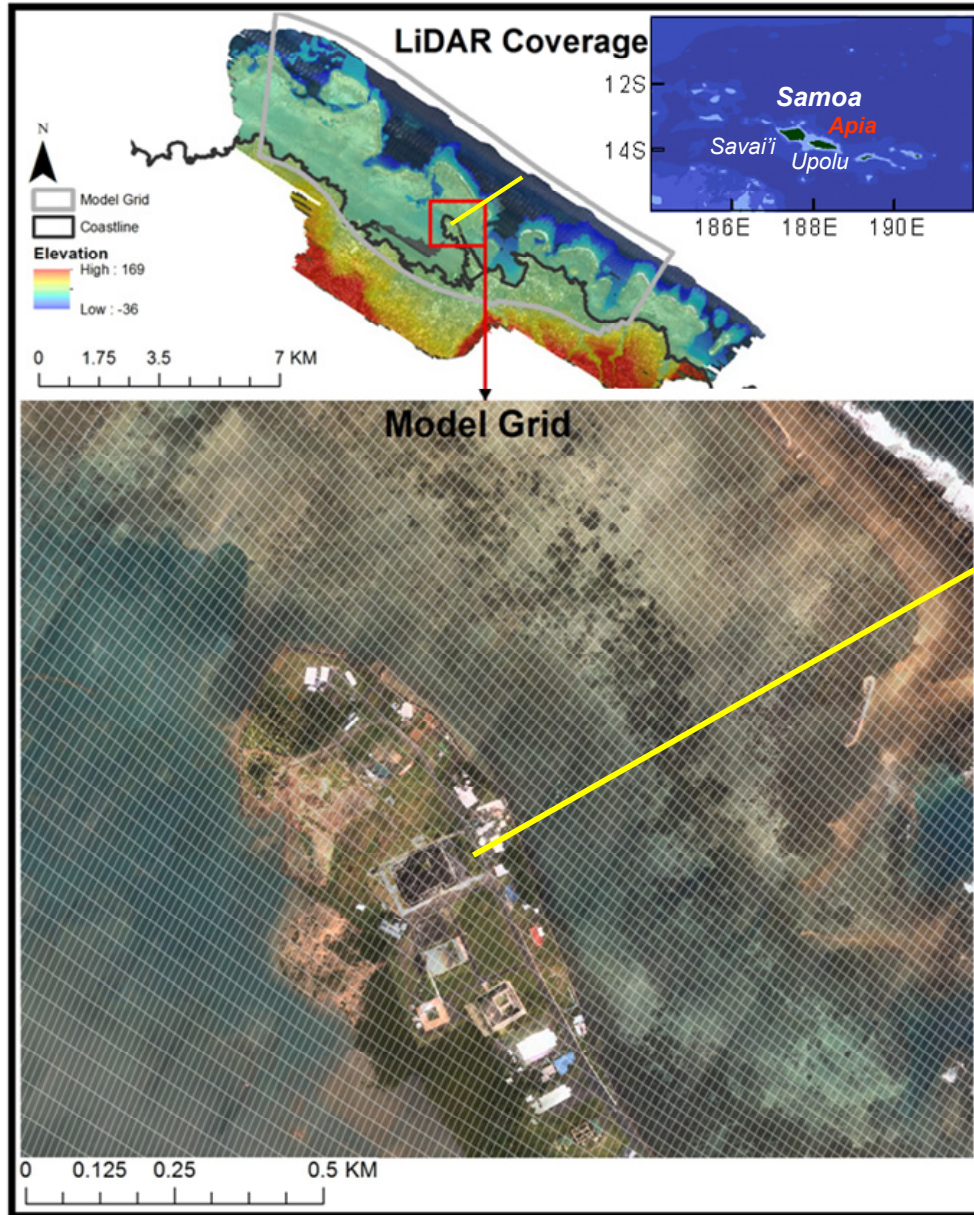 LiDAR Coverage
N
Model Grid
Coastline
Elevation
High : 169
Low : -36
0 1.75 3.5 7 KM
12S
14S
Samoa
Apia
Savai'i
Upolu
186E 188E 190E
Model Grid
0 0.125 0.25 0.5 KM